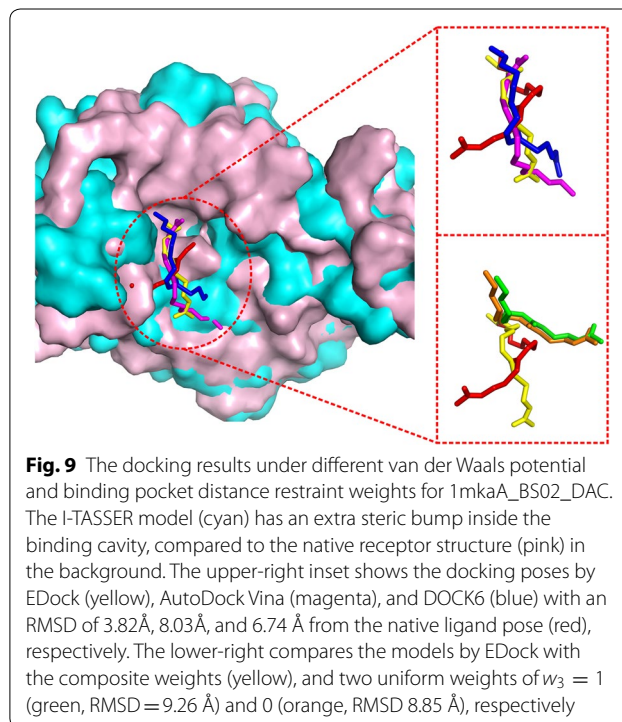 Fig. 9 The docking results under different van der Waals potential
and binding pocket distance restraint weights for 1mkaA_BS02_DAC.
The I-TASSER model (cyan) has an extra steric bump inside the
binding cavity, compared to the native receptor structure (pink) in
the background. The upper-right inset shows the docking poses by
EDock (yellow), AutoDock Vina (magenta), and DOCK6 (blue) with an
RMSD of 3.82Å, 8.03Å, and 6.74 Å from the native ligand pose (red),
respectively. The lower-right compares the models by EDock with
the composite weights (yellow), and two uniform weights of w₃ = 1
(green, RMSD = 9.26 Å) and 0 (orange, RMSD 8.85 Å), respectively